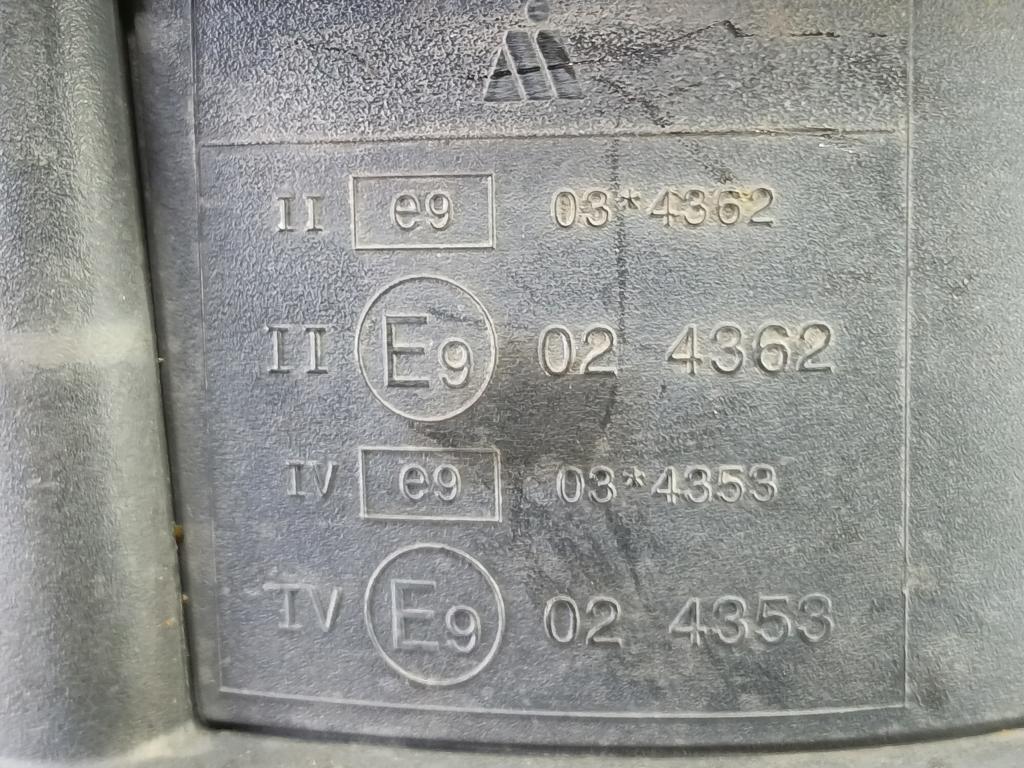 II e9 03*4362
II E9 02 4362
IV e9 03*4353
IV E9 02 4353